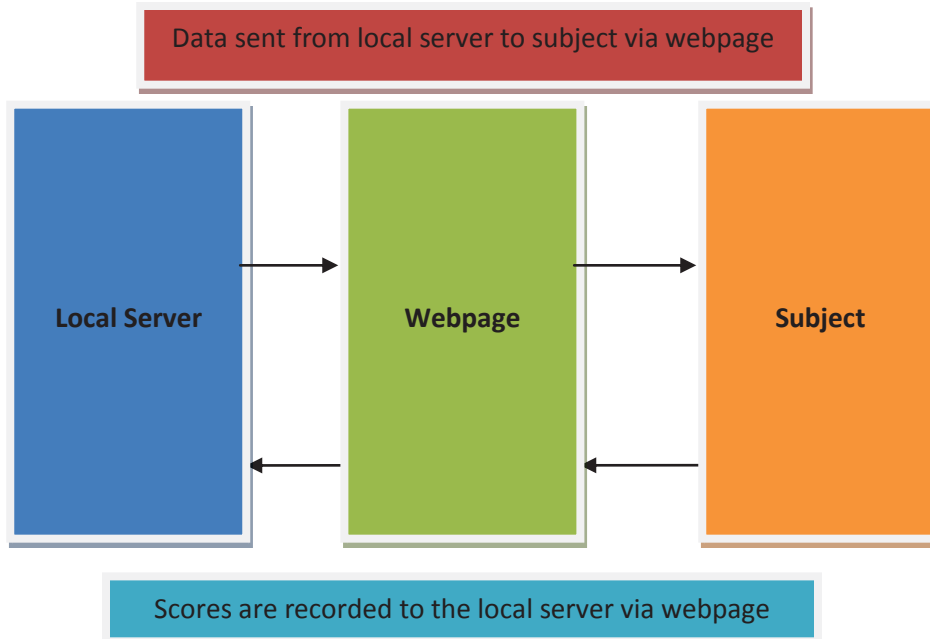 Data sent from local server to subject via webpage
Local Server
Webpage
Subject
Scores are recorded to the local server via webpage